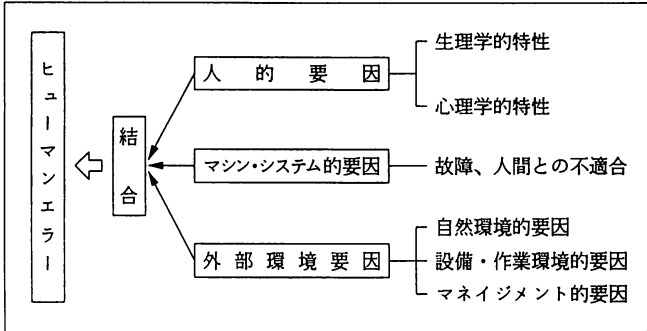 ヒューマンエラー
結合
人的要因
生理学的特性
心理学的特性
マシン・システム的要因
故障、人間との不適合
外部環境要因
自然環境的要因
設備・作業環境的要因
マネイジメント的要因